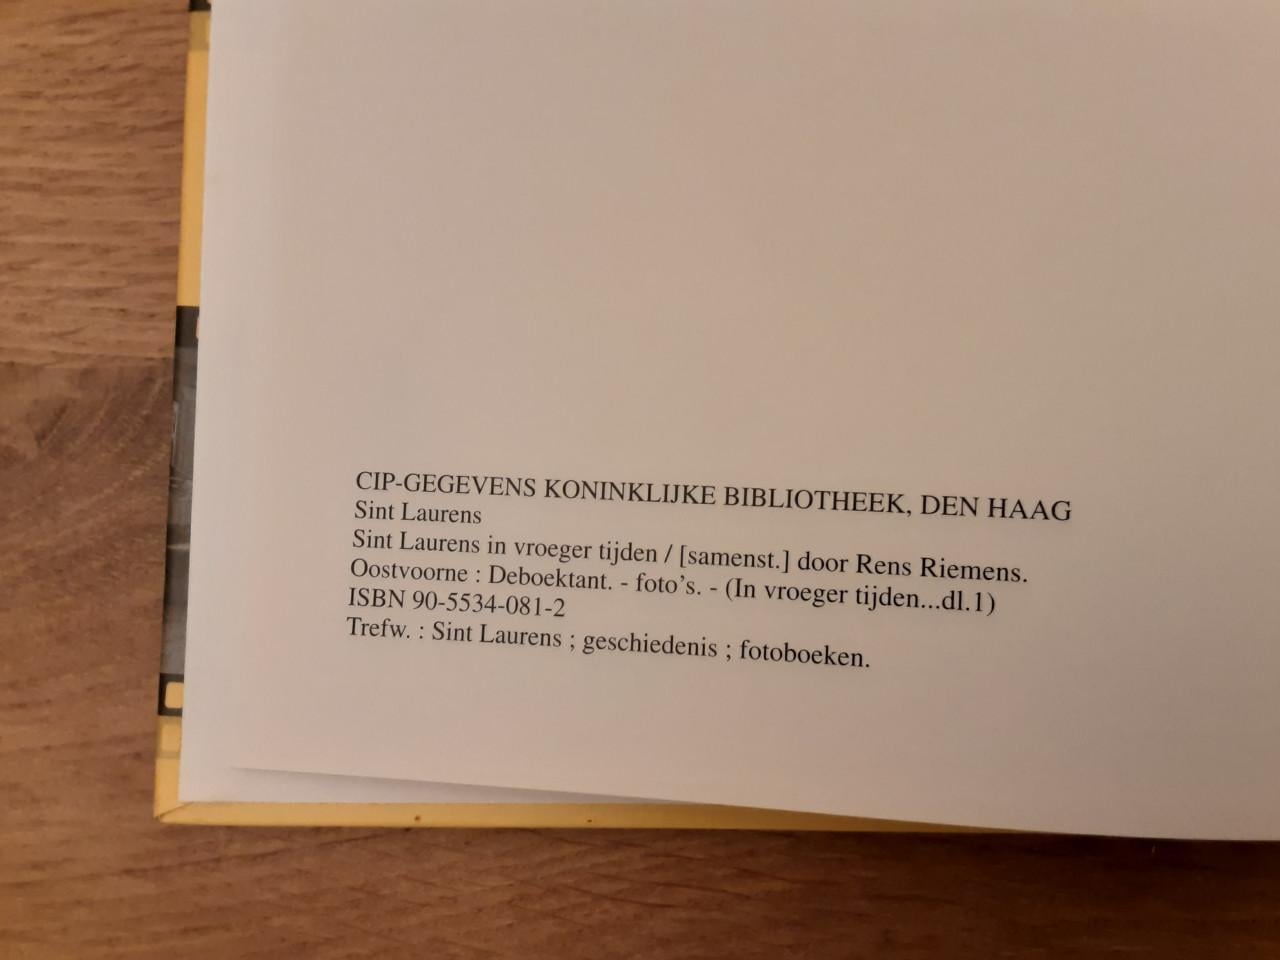 CIP-GEGEVENS KONINKLIJKE BIBLIOTHEEK, DEN HAAG
Sint Laurens
Sint Laurens in vroeger tijden / [samenst.] door Rens Riemens.
Oostvoorne : Deboektant. - foto's. - (In vroeger tijden...dl.1)
ISBN 90-5534-081-2
Trefw. : Sint Laurens ; geschiedenis ; fotoboeken.